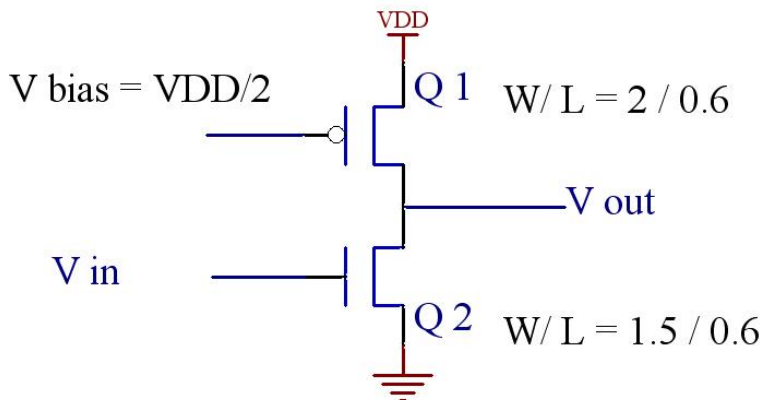 VDD
V bias = VDD/2
Q 1
W/ L = 2 / 0.6
V out
V in
Q 2
W/ L = 1.5 / 0.6